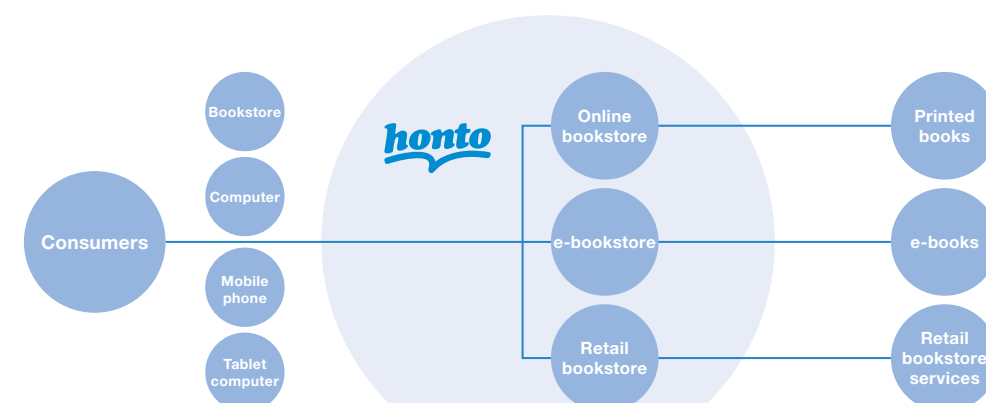 Consumers
Bookstore
Computer
Mobile
phone
Tablet
computer
honto
Online
bookstore
e-bookstore
Retail
bookstore
Printed
books
e-books
Retail
bookstore
services